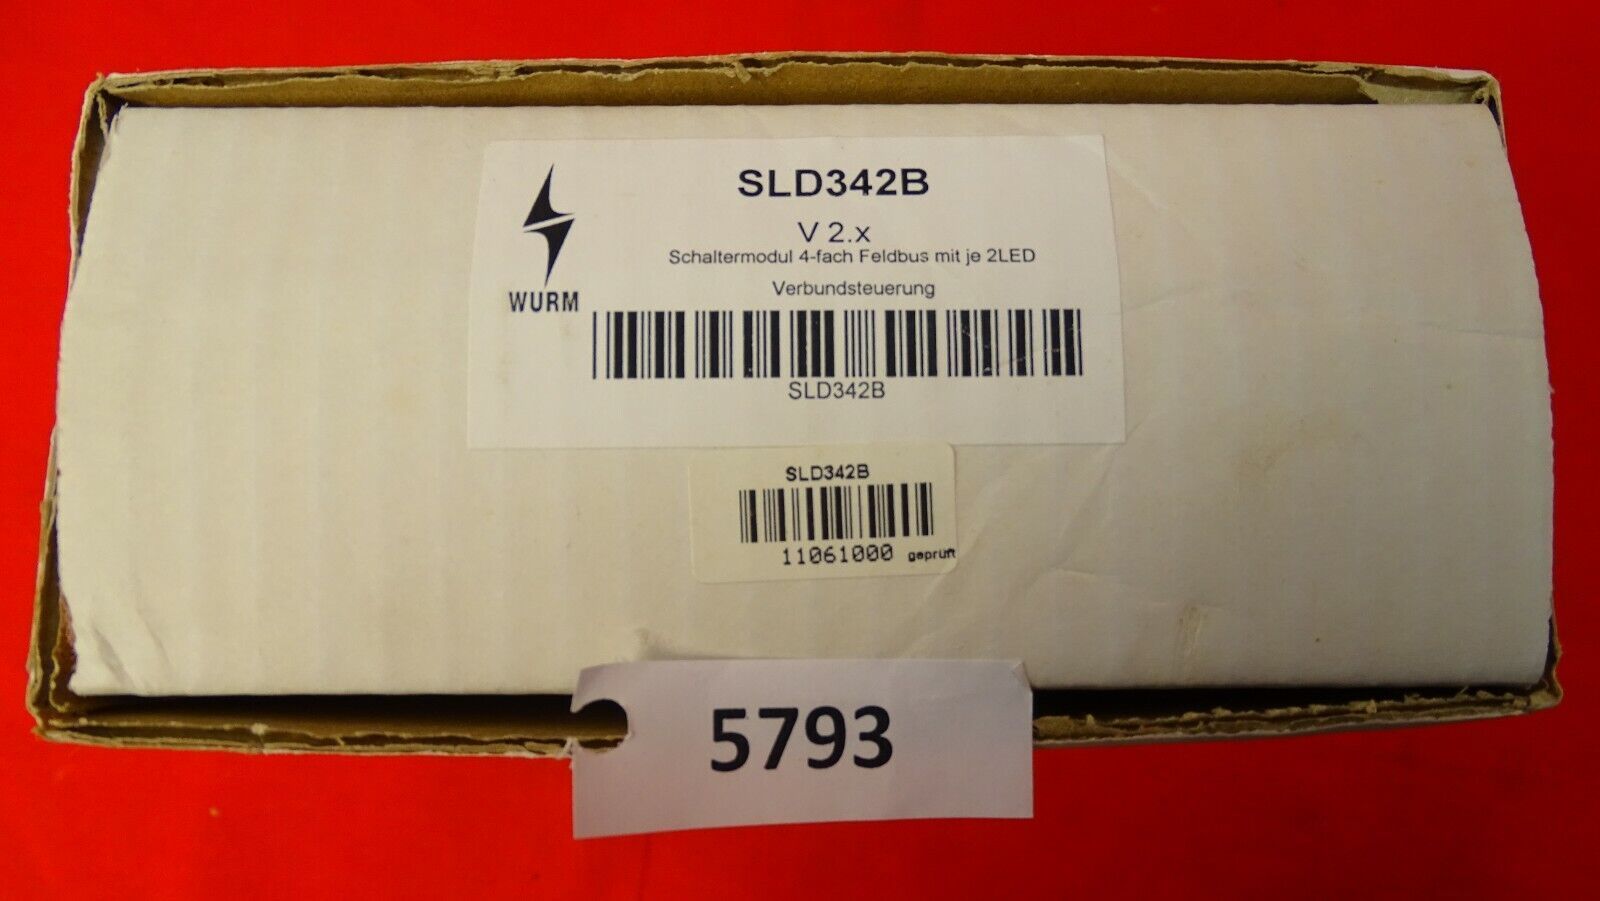 SLD342B
V 2.x
Schaltermodul 4-fach Feldbus mit je 2LED
Verbundsteuerung
WURM
SLD342B
SLD342B
11061000 geprüft
5793